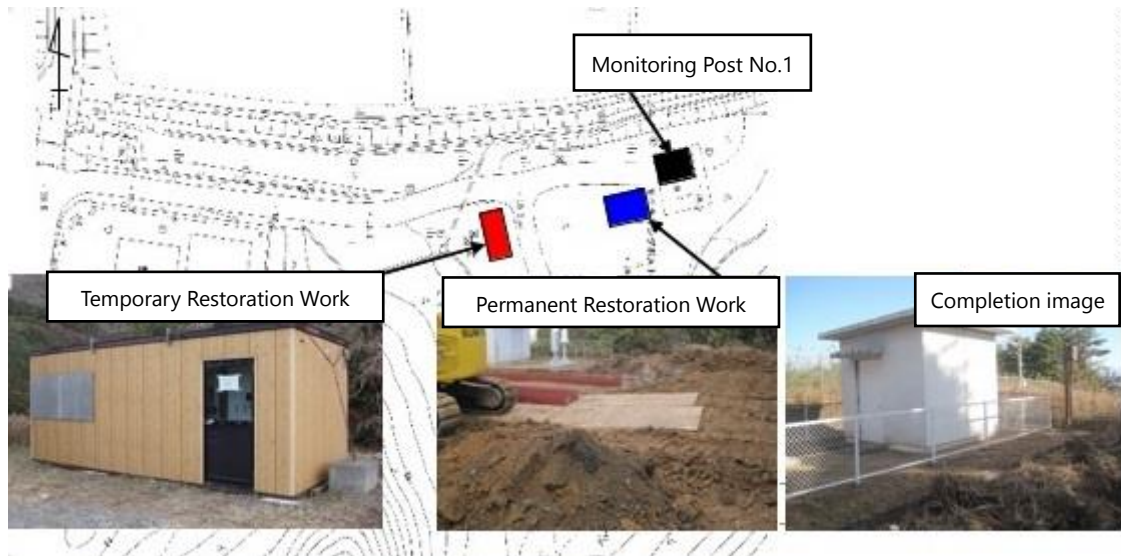 Monitoring Post No.1
Temporary Restoration Work
Permanent Restoration Work
Completion image